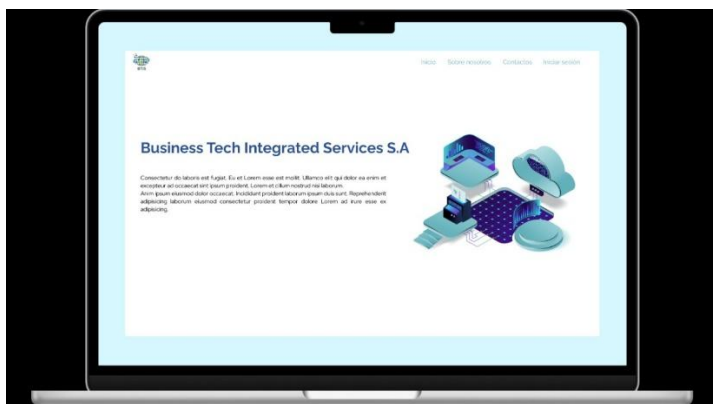 Inicio Sobre nosotros Contactos Iniciar sesión
Business Tech Integrated Services S.A
Consectetur do laboris est fugiat. Eu et Lorem esse est mollit. Ullamco elit qui dolor ea enim et
excepteur ad occaecat sint ipsum proident. Lorem et cillum nostrud nisi laborum.
Anim ipsum eiusmod dolor occaecat. Incididunt proident laborum ipsum duis sunt. Reprehenderit
adipisicing laborum eiusmod consectetur proident tempor dolore Lorem ad irure esse ex
adipisicing.